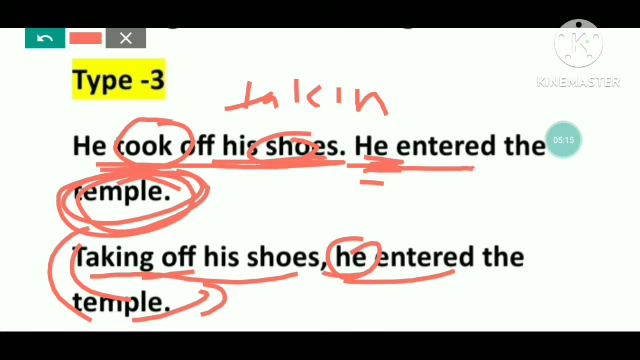 Type -3
takin
He took off his shoes. He entered the
temple.
Taking off his shoes, he entered the
temple.
KINEMASTER
05:15